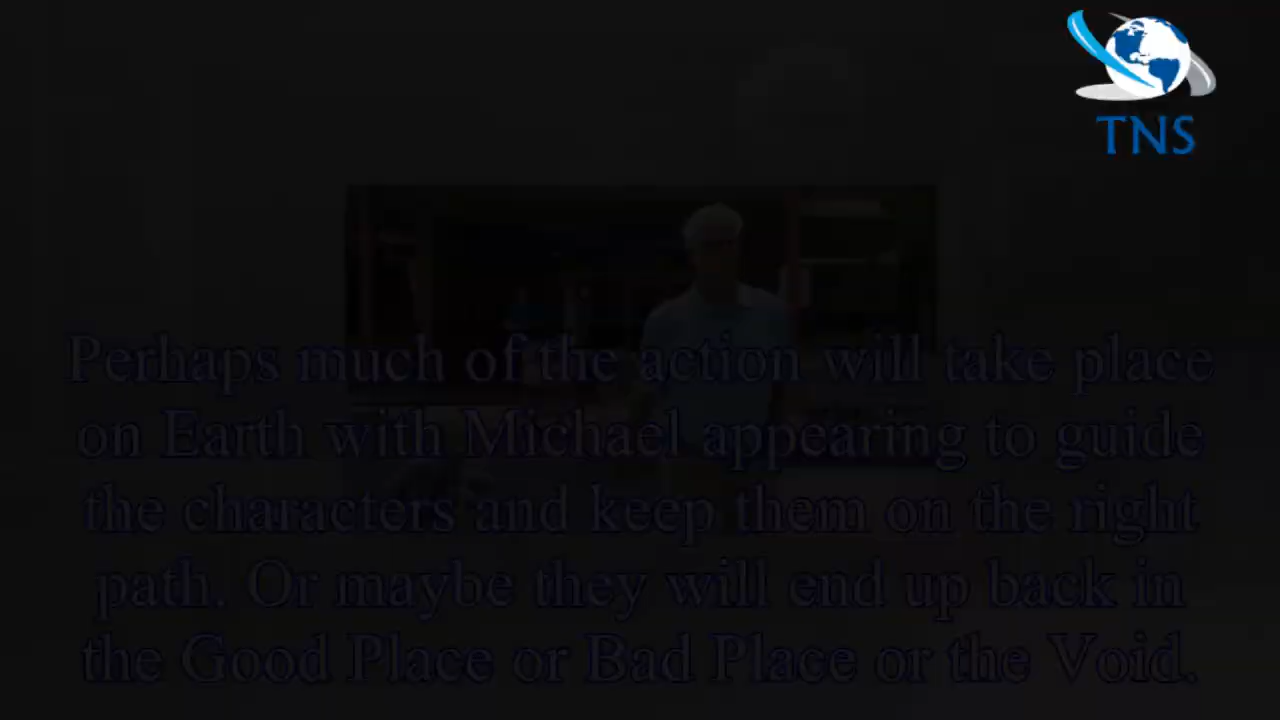 TNS
Perhaps much of the action will take place
on Earth with Michael appearing to guide
the characters and keep them on the right
path. Or maybe they will end up back in
the Good Place or Bad Place or the Void.